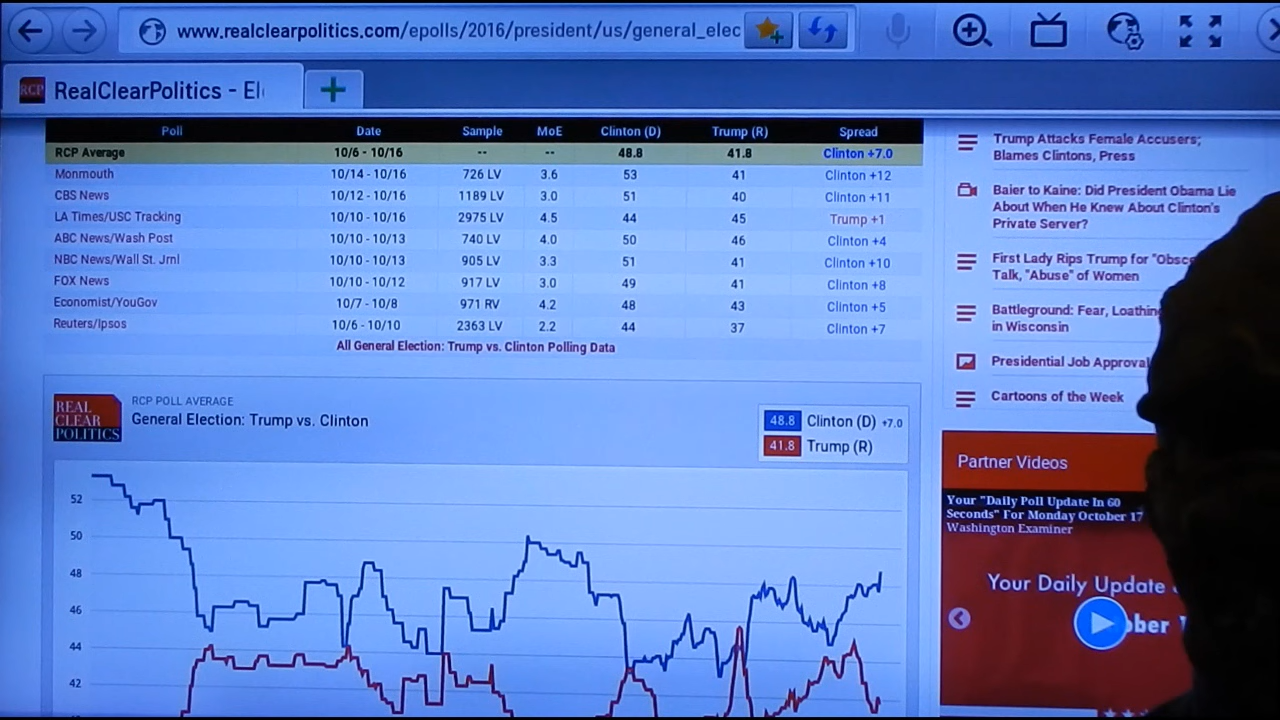 www.realclearpolitics.com/epolls/2016/president/us/general_elec
RCP RealClearPolitics - El
Poll Date Sample MoE Clinton (D) Trump (R) Spread
RCP Average 10/6 - 10/16 -- -- 48.8 41.8 Clinton +7.0
Monmouth 10/14 - 10/16 726 LV 3.6 53 41 Clinton +12
CBS News 10/12 - 10/16 1189 LV 3.0 51 40 Clinton +11
LA Times/USC Tracking 10/10 - 10/16 2975 LV 4.5 44 45 Trump +1
ABC News/Wash Post 10/10 - 10/13 740 LV 4.0 50 46 Clinton +4
NBC News/Wall St. Jrnl 10/10 - 10/13 905 LV 3.3 51 41 Clinton +10
FOX News 10/10 - 10/12 917 LV 3.0 49 41 Clinton +8
Economist/YouGov 10/7 - 10/8 971 RV 4.2 48 43 Clinton +5
Reuters/Ipsos 10/6 - 10/10 2363 LV 2.2 44 37 Clinton +7
All General Election: Trump vs. Clinton Polling Data
REAL
CLEAR
POLITICS
RCP POLL AVERAGE
General Election: Trump vs. Clinton
48.8 Clinton (D) +7.0
41.8 Trump (R)
52
50
48
46
44
42
Trump Attacks Female Accusers;
Blames Clintons, Press
Baier to Kaine: Did President Obama Lie
About When He Knew About Clinton's
Private Server?
First Lady Rips Trump for "Obsc
Talk, "Abuse" of Women
Battleground: Fear, Loathing
in Wisconsin
Presidential Job Approval
Cartoons of the Week
Partner Videos
Your "Daily Poll Update In 60
Seconds" For Monday October 17
Washington Examiner
Your Daily Update
ober